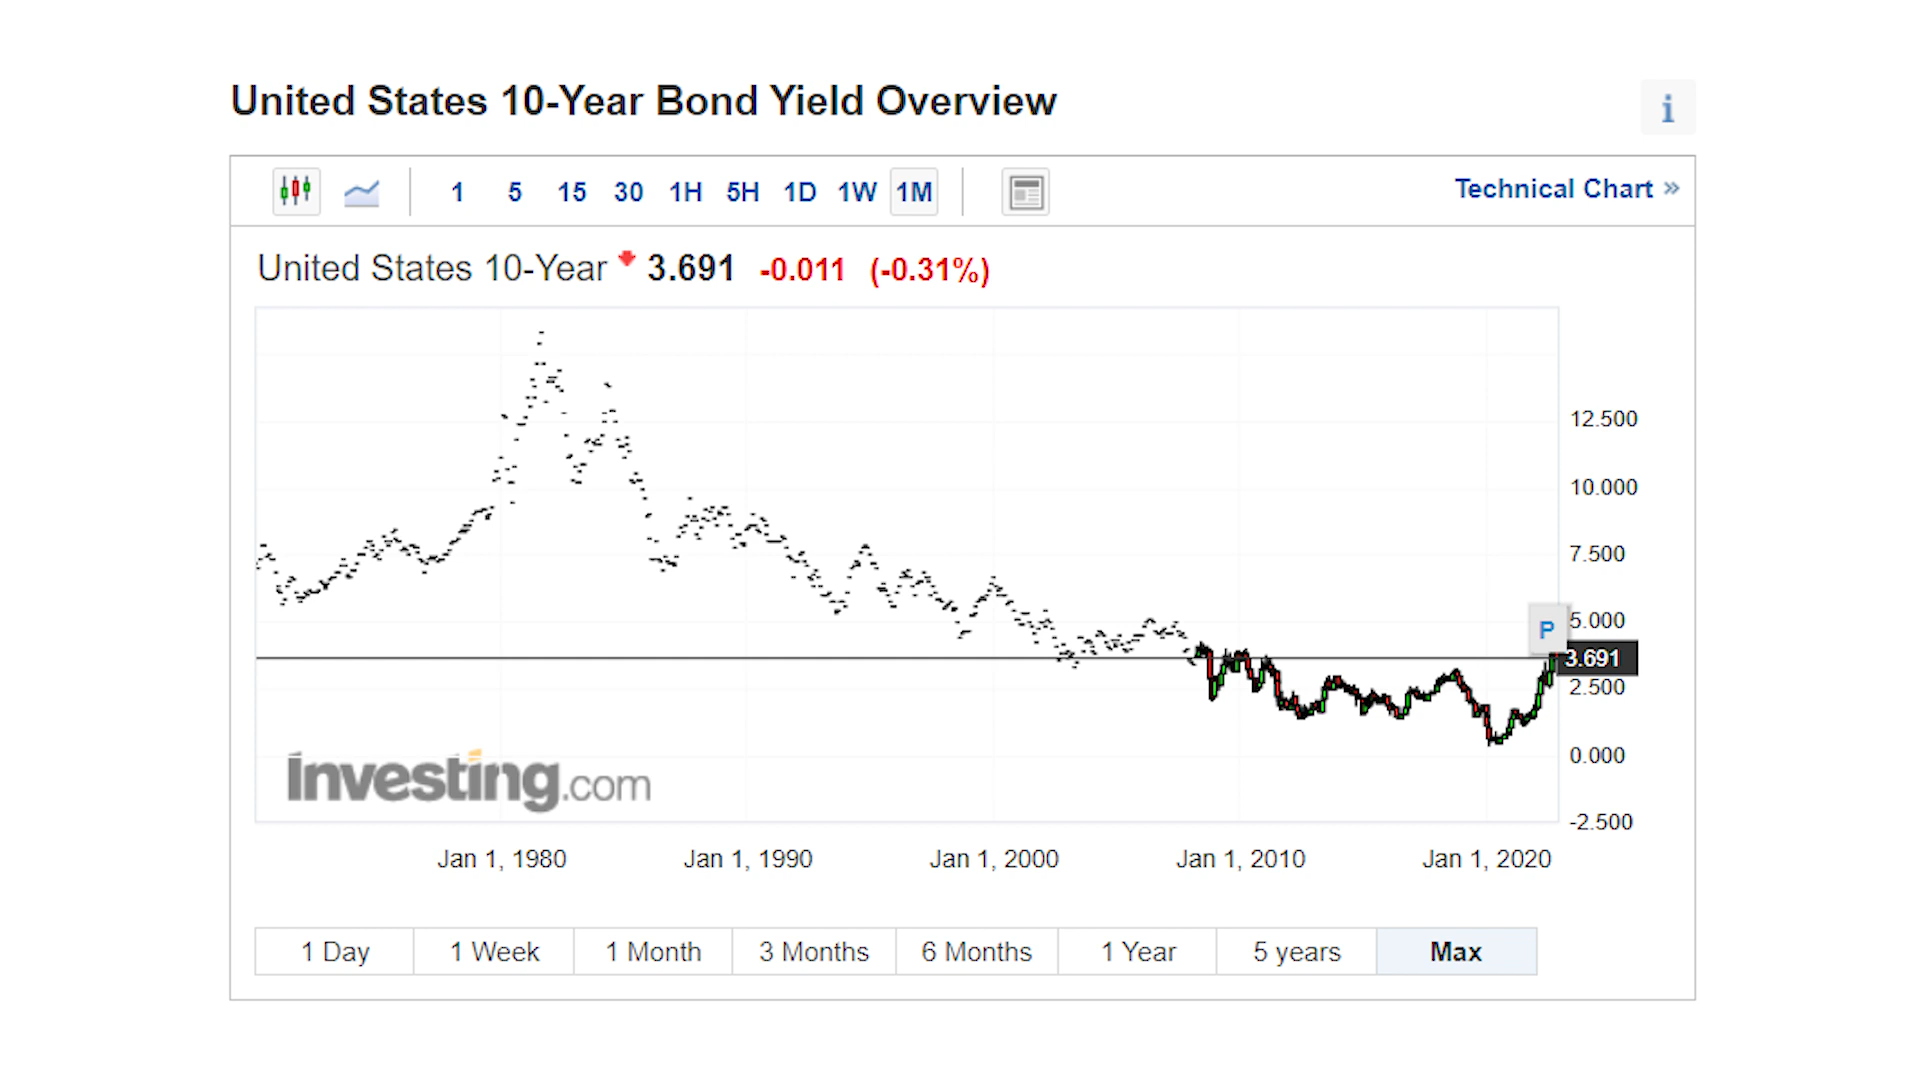 United States 10-Year Bond Yield Overview
i
1 5 15 30 1H 5H 1D 1W 1M
Technical Chart »
United States 10-Year 3.691 -0.011 (-0.31%)
12.500
10.000
7.500
5.000
P
3.691
2.500
0.000
-2.500
Investing.com
Jan 1, 1980 Jan 1, 1990 Jan 1, 2000 Jan 1, 2010 Jan 1, 2020
1 Day 1 Week 1 Month 3 Months 6 Months 1 Year 5 years Max